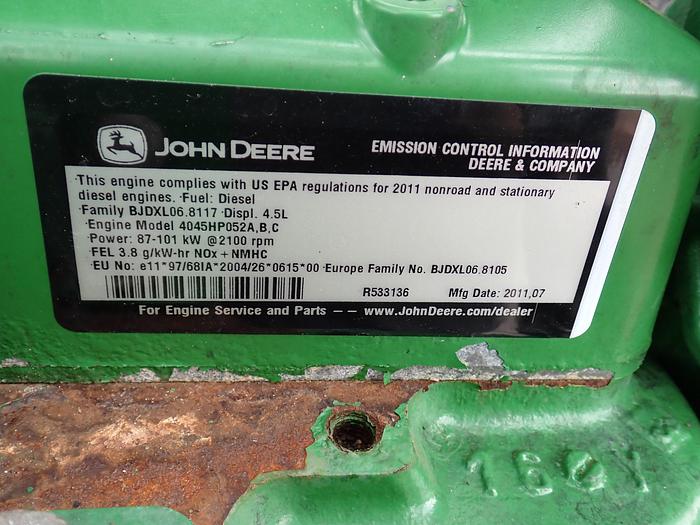 JOHN DEERE
EMISSION CONTROL INFORMATION
DEERE & COMPANY
This engine complies with US EPA regulations for 2011 nonroad and stationary
diesel engines. Fuel: Diesel
Family BJDXL06.8117 Displ. 4.5L
Engine Model 4045HP052A,B,C
Power: 87-101 kW @2100 rpm
FEL 3.8 g/kW-hr NOx + NMHC
EU No: e11*97/68IA*2004/26*0615*00 Europe Family No. BJDXL06.8105
R533136 Mfg Date: 2011,07
For Engine Service and Parts – – www.JohnDeere.com/dealer